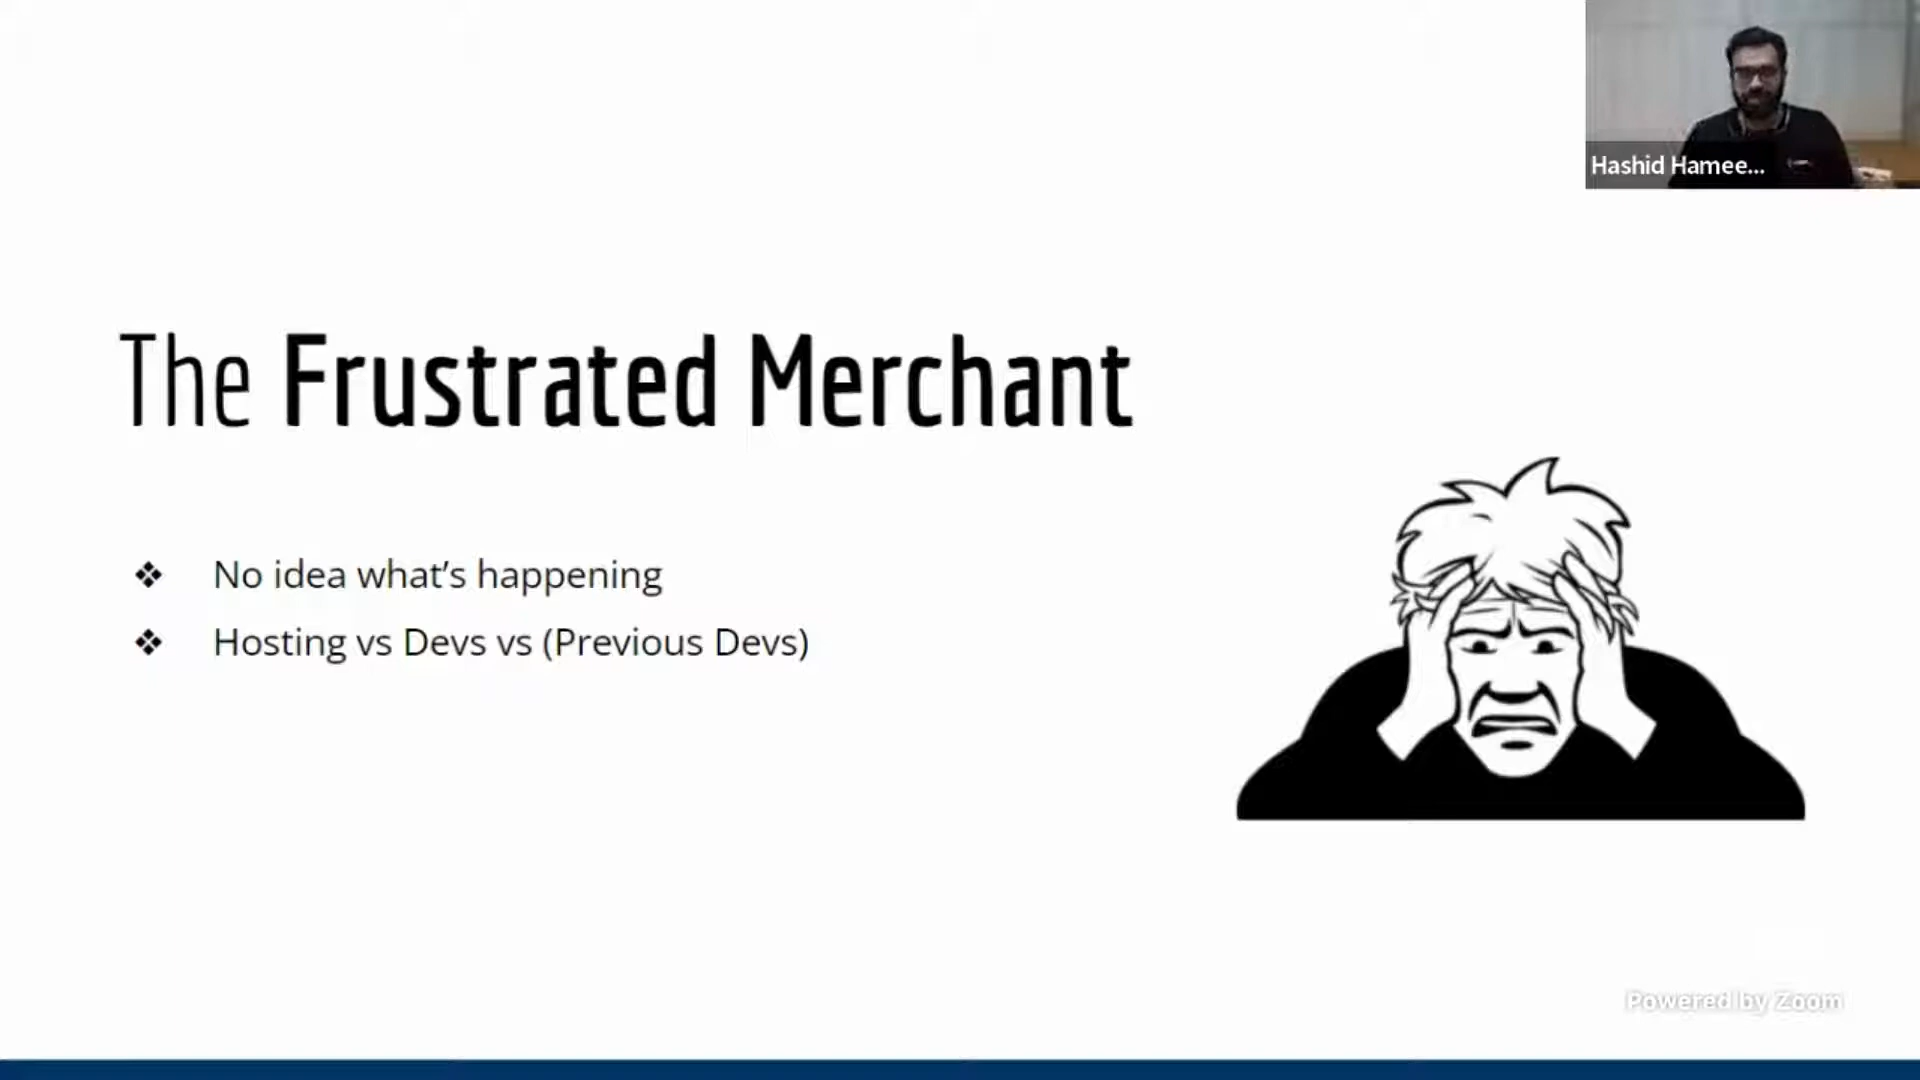 Hashid Hamee...
The Frustrated Merchant
❖ No idea what’s happening
❖ Hosting vs Devs vs (Previous Devs)
Powered by Zoom